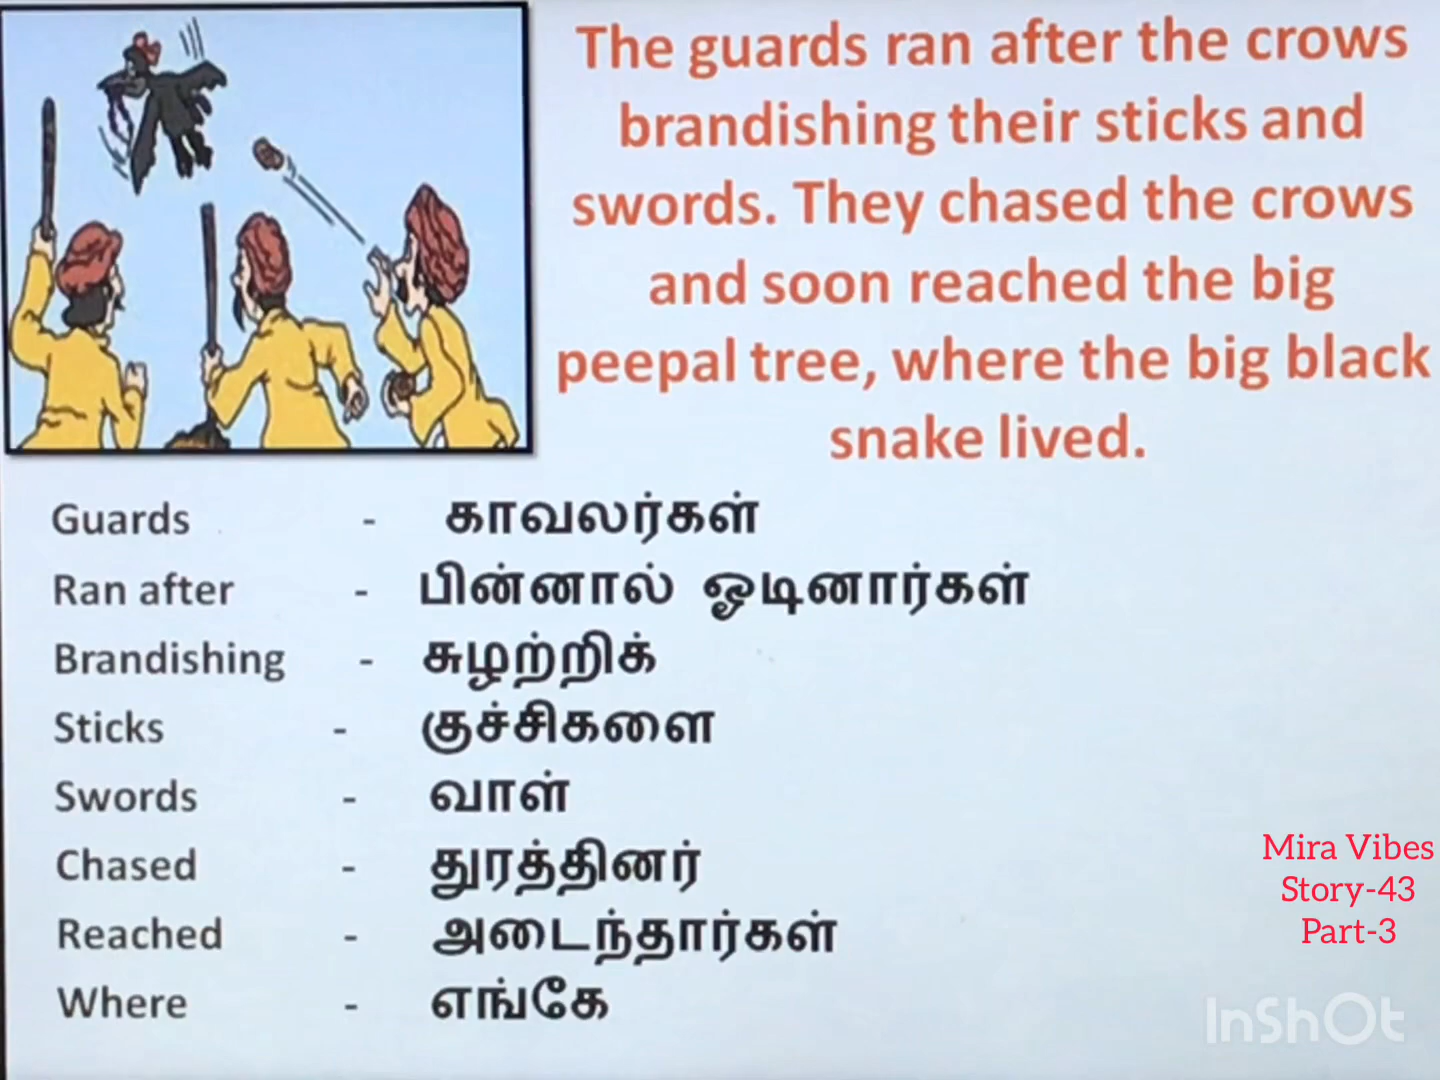 The guards ran after the crows
brandishing their sticks and
swords. They chased the crows
and soon reached the big
peepal tree, where the big black
snake lived.
Guards - காவலர்கள்
Ran after - பின்னால் ஓடினார்கள்
Brandishing - சுழற்றிக்
Sticks - குச்சிகளை
Swords - வாள்
Chased - துரத்தினர்
Reached - அடைந்தார்கள்
Where - எங்கே
Mira Vibes
Story-43
Part-3
InShOt